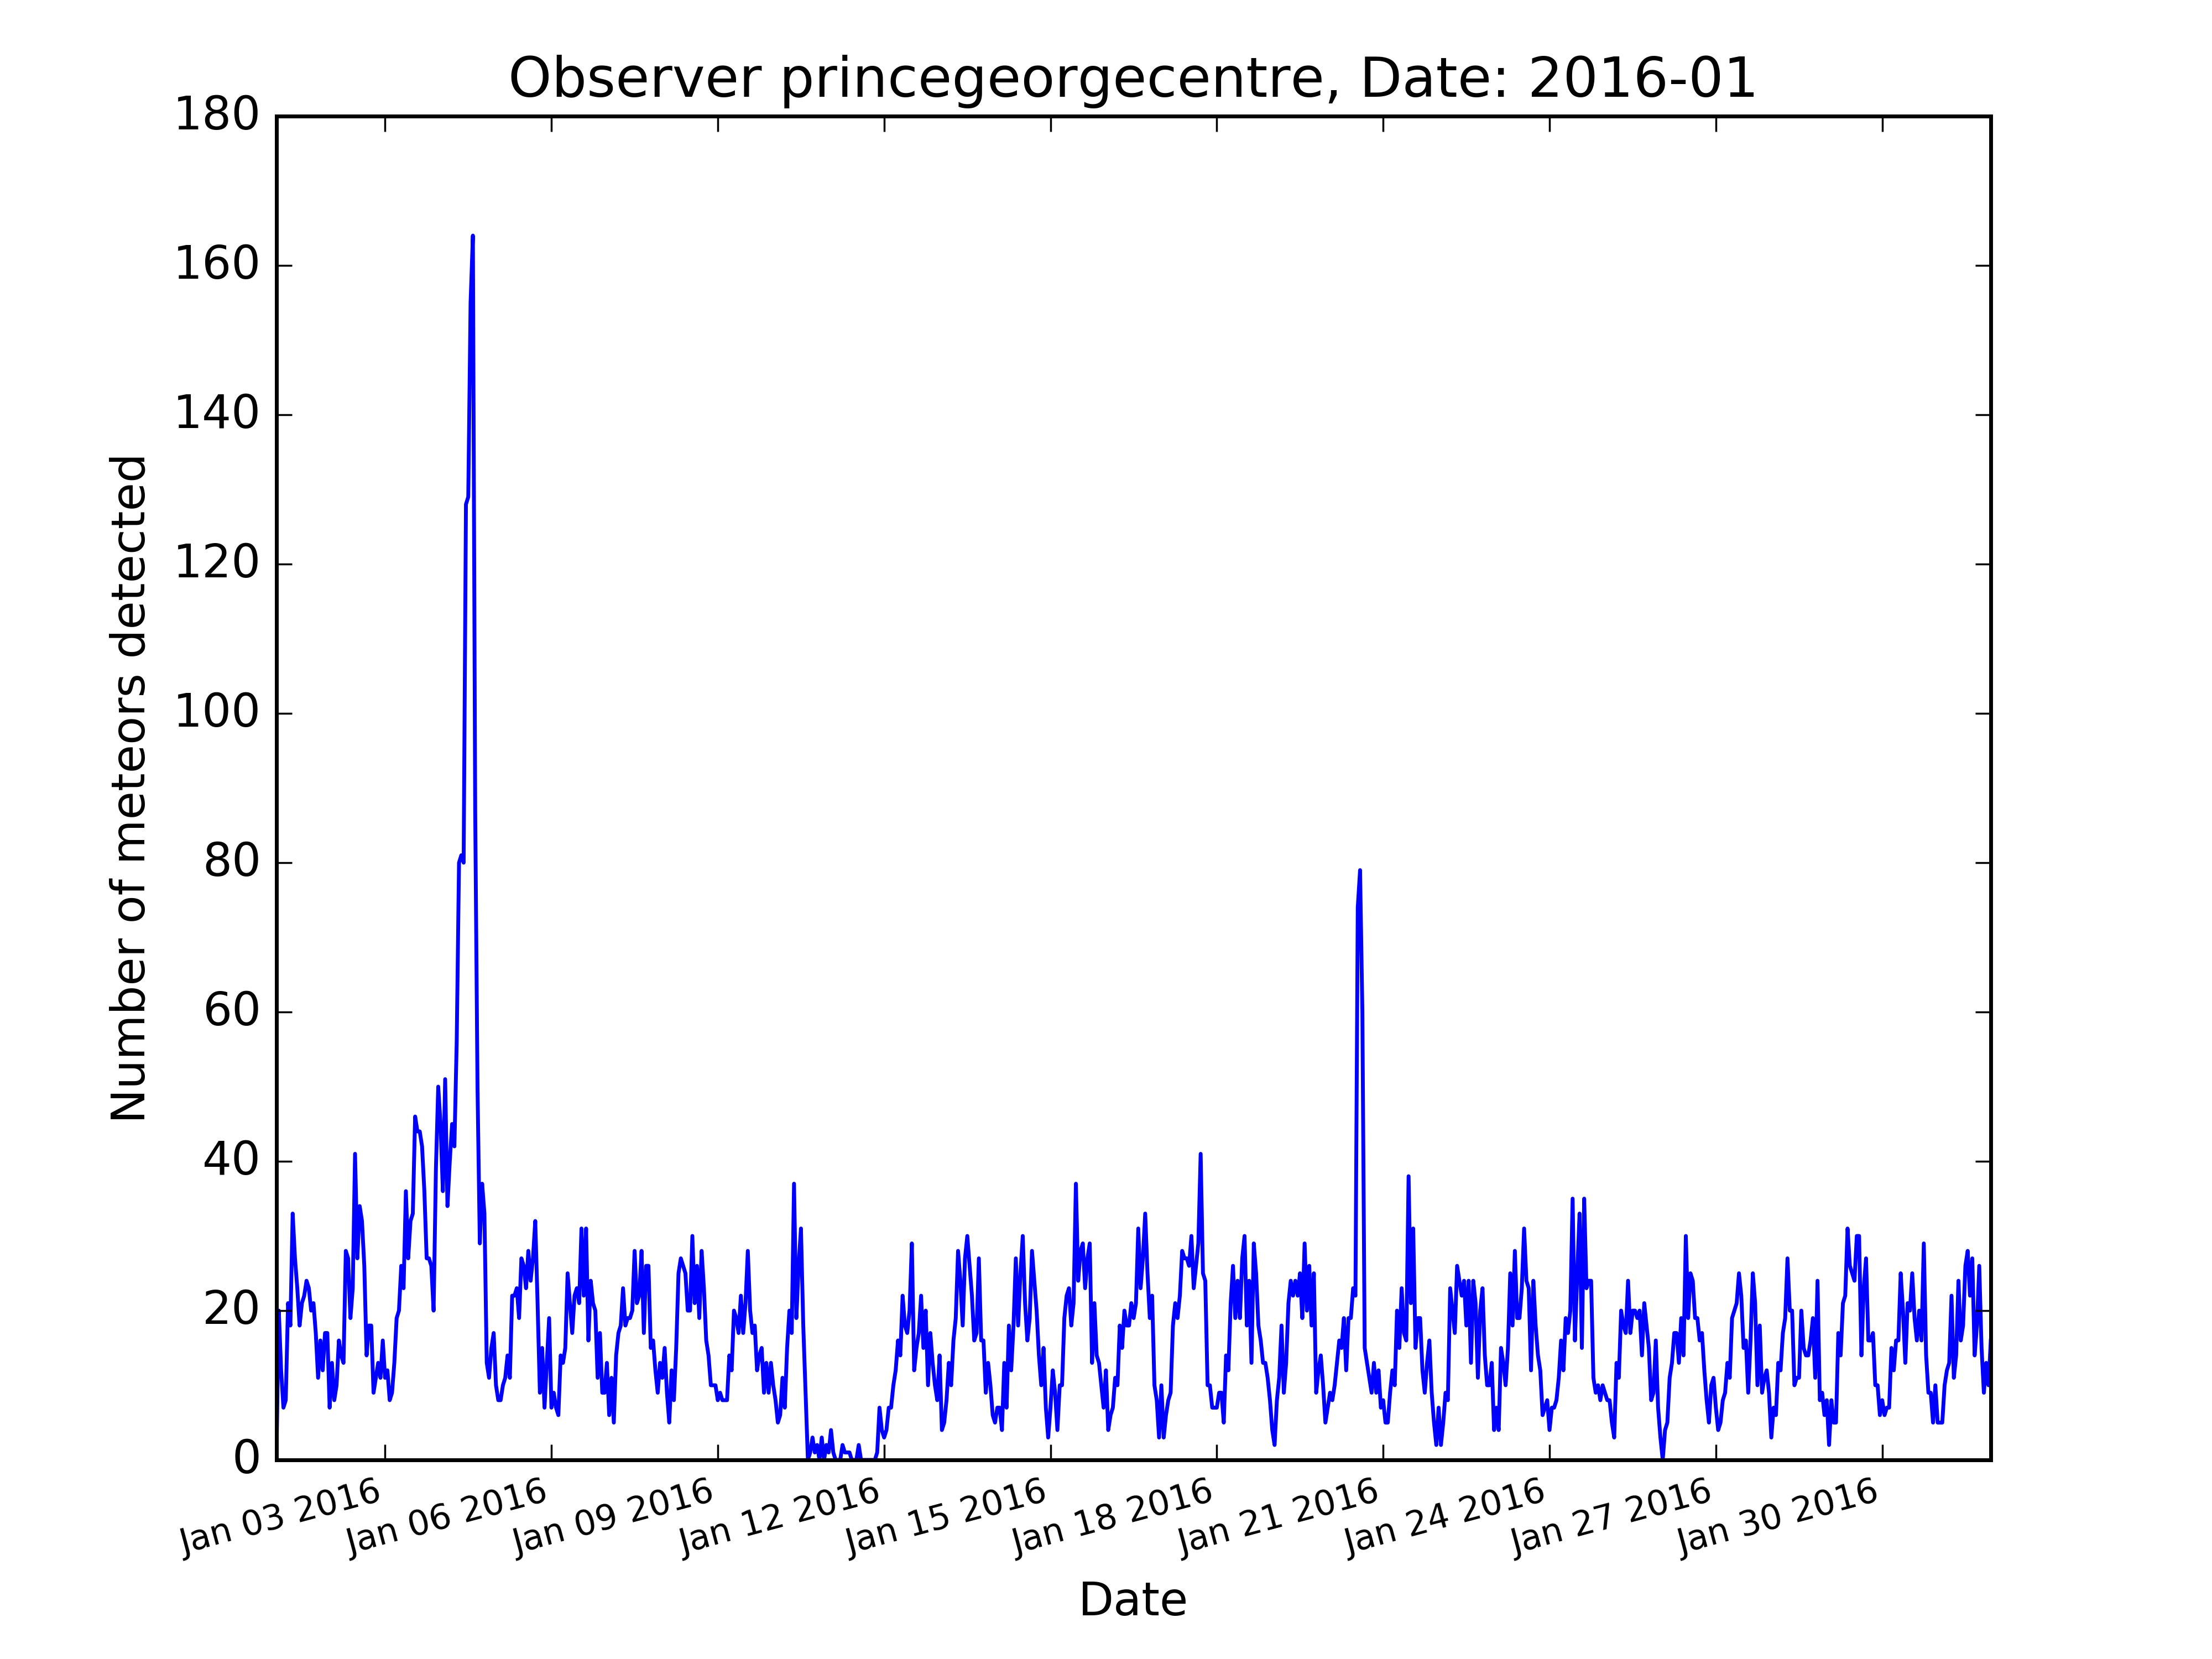 Observer princegeorgecentre, Date: 2016-01
180
160
140
120
100
80
60
40
20
0
Number of meteors detected
Jan 03 2016
Jan 06 2016
Jan 09 2016
Jan 12 2016
Jan 15 2016
Jan 18 2016
Jan 21 2016
Jan 24 2016
Jan 27 2016
Jan 30 2016
Date